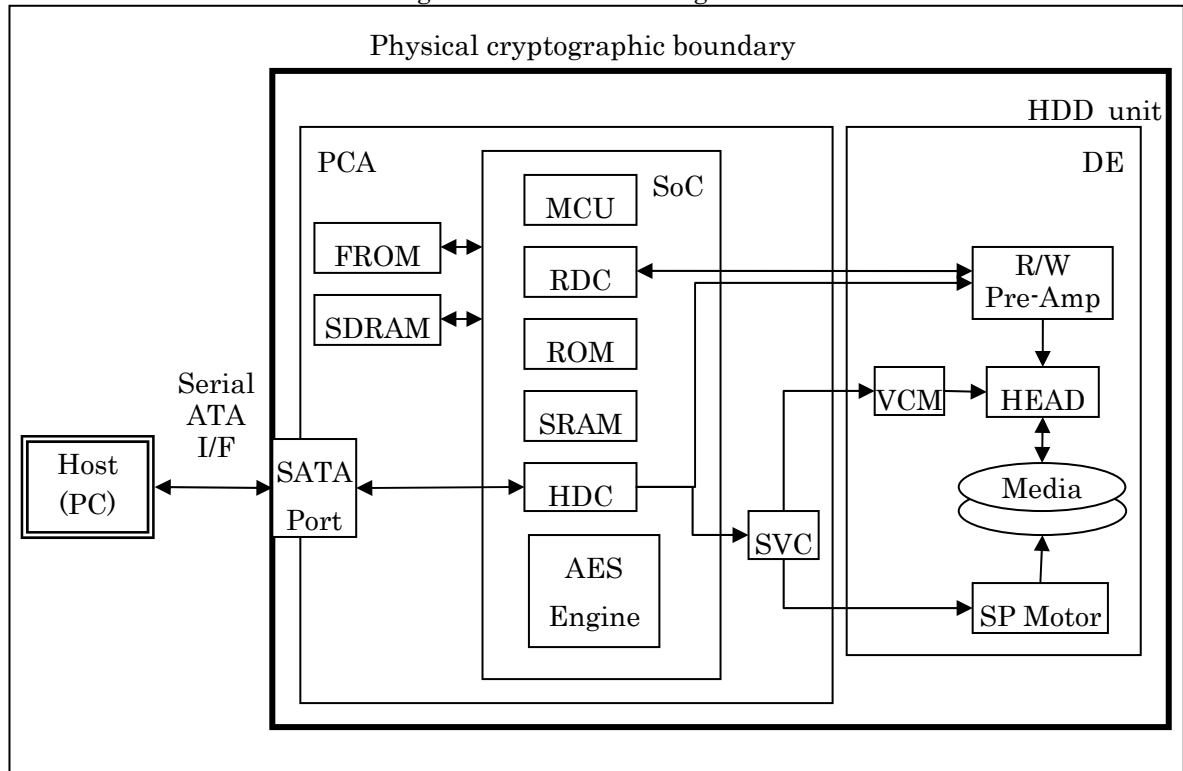 Physical cryptographic boundary
HDD unit
PCA
SoC
DE
MCU
FROM
RDC
R/W
Pre-Amp
SDRAM
ROM
Serial
ATA
I/F
VCM
HEAD
SRAM
Host
(PC)
SATA
Port
HDC
Media
SVC
AES
Engine
SP Motor